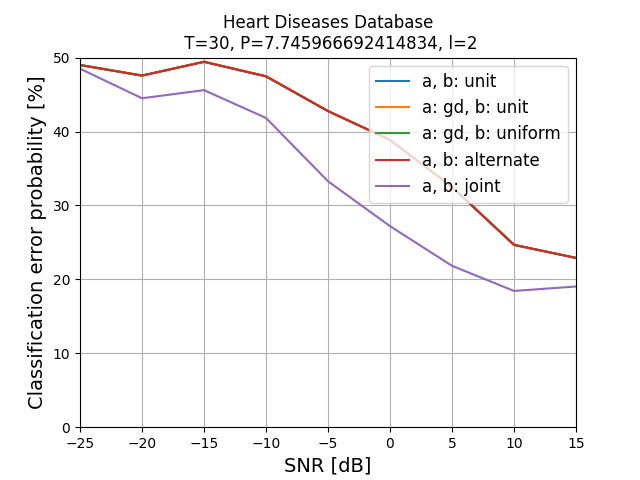 Heart Diseases Database
T=30, P=7.745966692414834, l=2
Classification error probability [%]
50
40
30
20
10
0
a, b: unit
a: gd, b: unit
a: gd, b: uniform
a, b: alternate
a, b: joint
−25 −20 −15 −10 −5 0 5 10 15
SNR [dB]